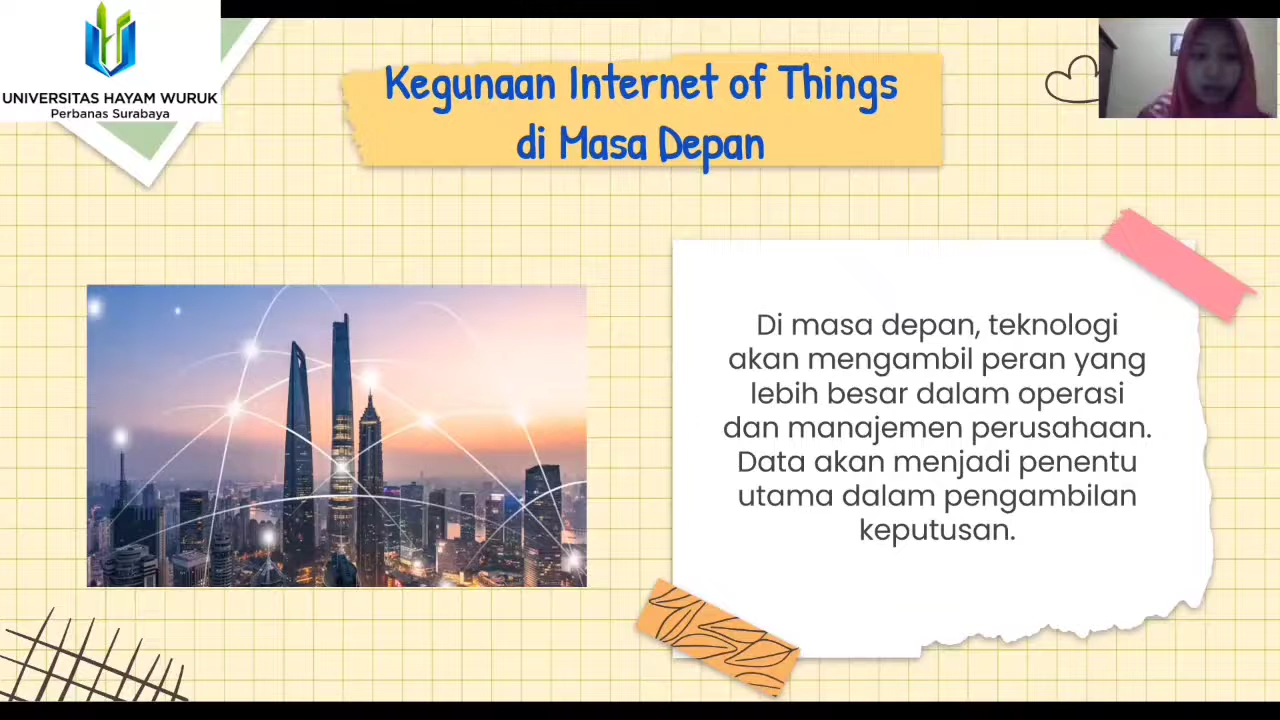 UNIVERSITAS HAYAM WURUK
Perbanas Surabaya
Kegunaan Internet of Things
di Masa Depan
Di masa depan, teknologi
akan mengambil peran yang
lebih besar dalam operasi
dan manajemen perusahaan.
Data akan menjadi penentu
utama dalam pengambilan
keputusan.